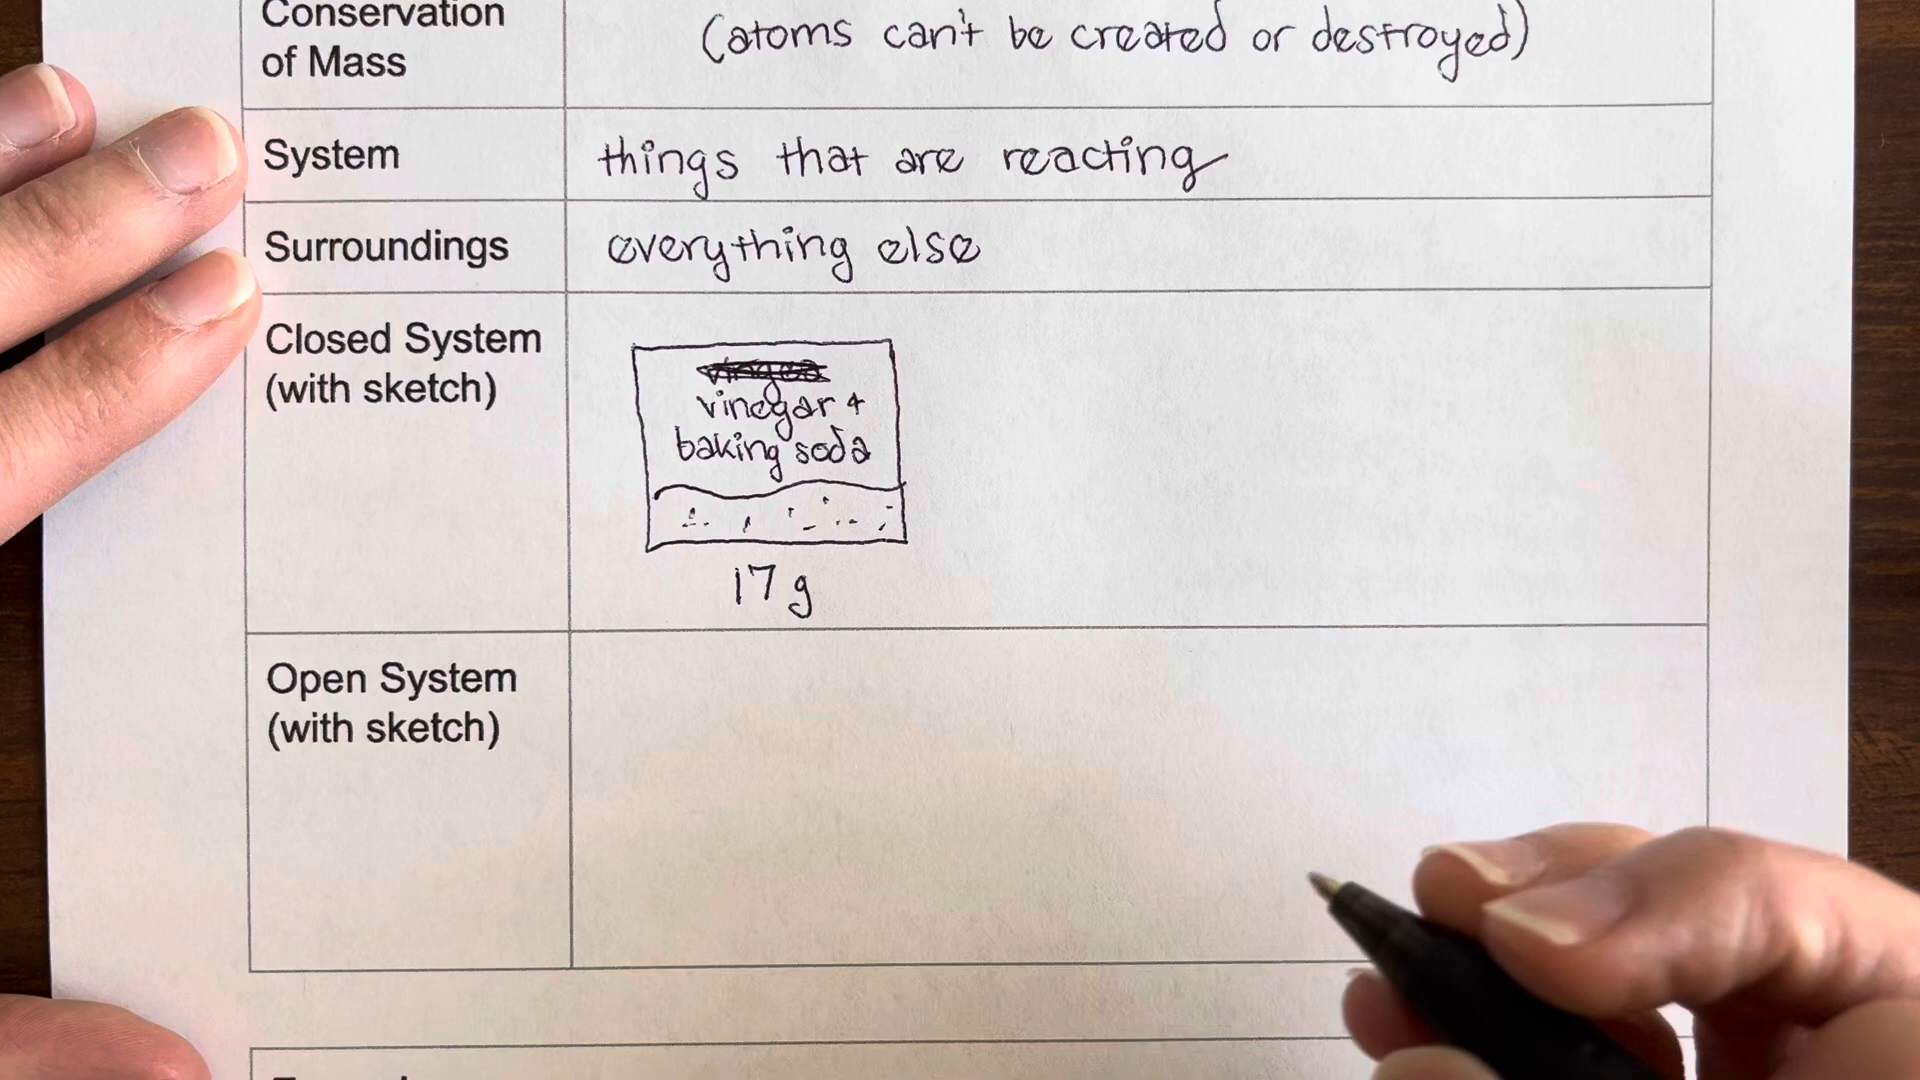 Conservation
of Mass
(atoms can't be created or destroyed)
System
things that are reacting
Surroundings
everything else
Closed System
(with sketch)
vinegar +
baking soda
17 g
Open System
(with sketch)